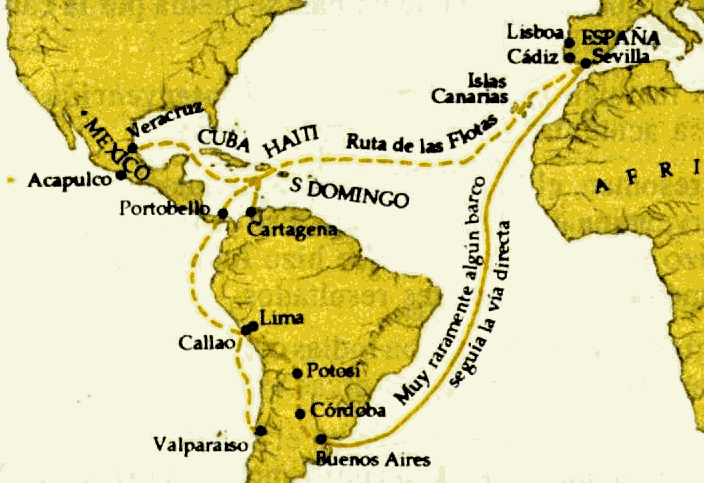 Lisboa
ESPAÑA
Cádiz
Sevilla
Islas
Canarias
Veracruz
MEXICO
CUBA
HAITI
Ruta de las Flotas
Acapulco
S DOMINGO
AFRI
Portobello
Cartagena
Muy raramente algún barco
seguía la vía directa
Lima
Callao
Potosí
Córdoba
Valparaiso
Buenos Aires